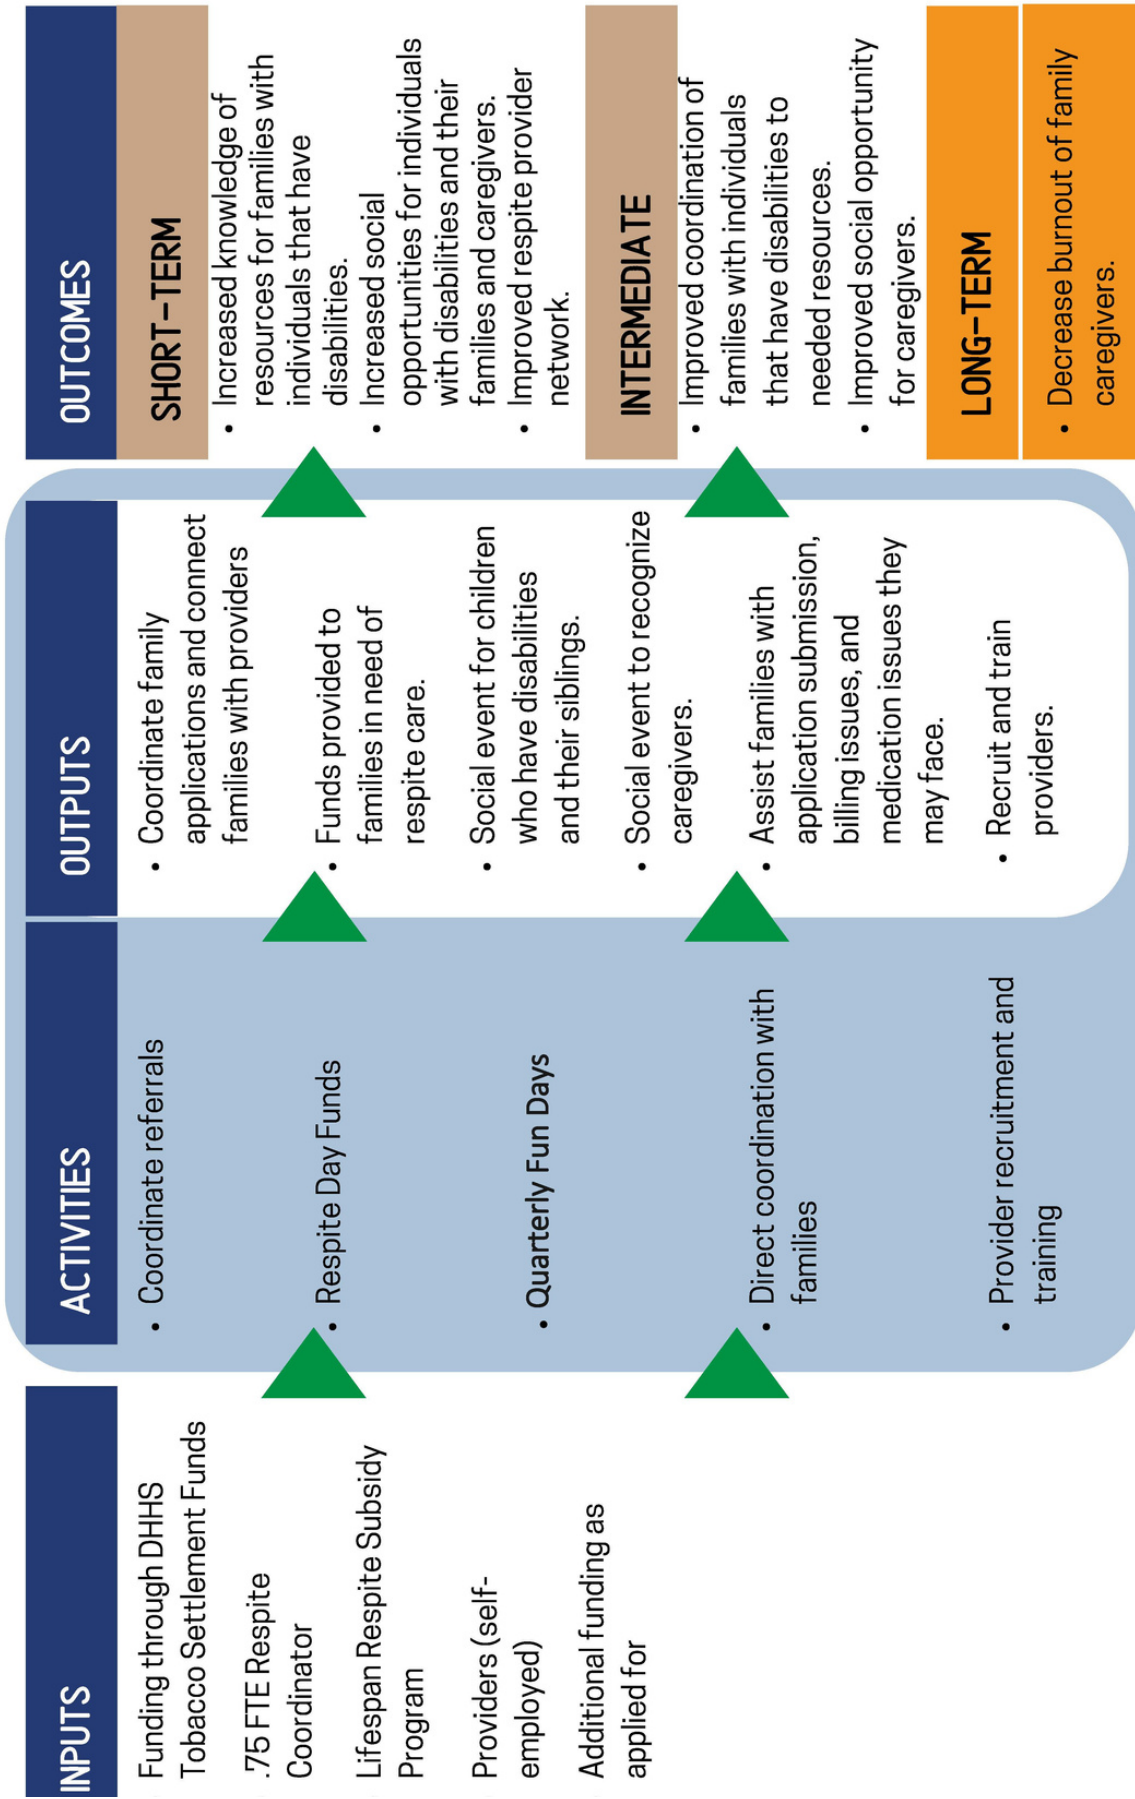 INPUTS
Funding through DHHS
Tobacco Settlement Funds
.75 FTE Respite
Coordinator
Lifespan Respite Subsidy
Program
Providers (self-
employed)
Additional funding as
applied for
ACTIVITIES
• Coordinate referrals
• Respite Day Funds
• Quarterly Fun Days
• Direct coordination with
families
• Provider recruitment and
training
OUTPUTS
• Coordinate family
applications and connect
families with providers
• Funds provided to
families in need of
respite care.
• Social event for children
who have disabilities
and their siblings.
• Social event to recognize
caregivers.
• Assist families with
application submission,
billing issues, and
medication issues they
may face.
• Recruit and train
providers.
OUTCOMES
SHORT-TERM
• Increased knowledge of
resources for families with
individuals that have
disabilities.
• Increased social
opportunities for individuals
with disabilities and their
families and caregivers.
• Improved respite provider
network.
INTERMEDIATE
• Improved coordination of
families with individuals
that have disabilities to
needed resources.
• Improved social opportunity
for caregivers.
LONG-TERM
• Decrease burnout of family
caregivers.